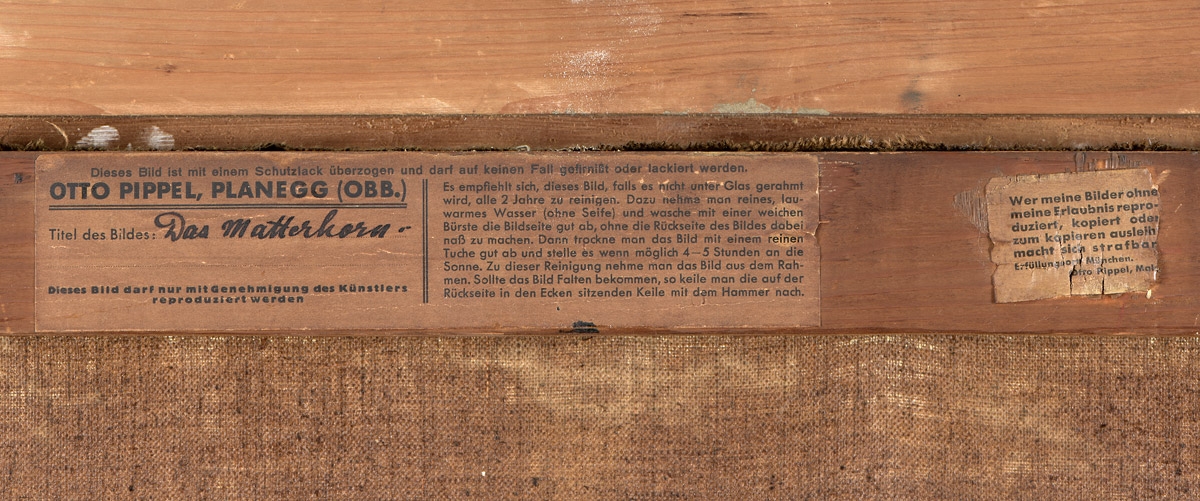 Dieses Bild ist mit einem Schutzlack überzogen und darf auf keinen Fall gefirnißt oder lackiert werden.
OTTO PIPPEL, PLANEGG (OBB.)
Titel des Bildes: Das Matterhorn -
Dieses Bild darf nur mit Genehmigung des Künstlers
reproduziert werden
Es empfiehlt sich, dieses Bild, falls es nicht unter Glas gerahmt
wird, alle 2 Jahre zu reinigen. Dazu nehme man reines, lau-
warmes Wasser (ohne Seife) und wasche mit einer weichen
Bürste die Bildseite gut ab, ohne die Rückseite des Bildes dabei
naß zu machen. Dann trockne man das Bild mit einem reinen
Tuche gut ab und stelle es wenn möglich 4—5 Stunden an die
Sonne. Zu dieser Reinigung nehme man das Bild aus dem Rah-
men. Sollte das Bild Falten bekommen, so keile man die auf der
Rückseite in den Ecken sitzenden Keile mit dem Hammer nach.
Wer meine Bilder ohne
meine Erlaubnis repro-
duziert, kopiert oder
zum kopieren ausleiht
macht sich strafbar
München.
Otto Pippel,